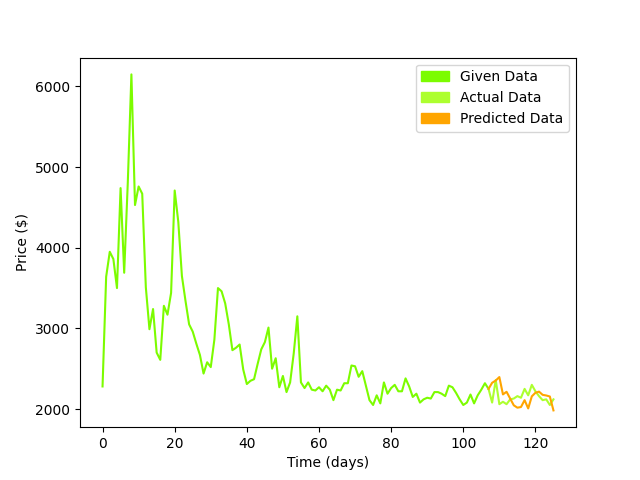 Given Data
Actual Data
Predicted Data
6000
5000
4000
3000
2000
Price ($)
0 20 40 60 80 100 120
Time (days)